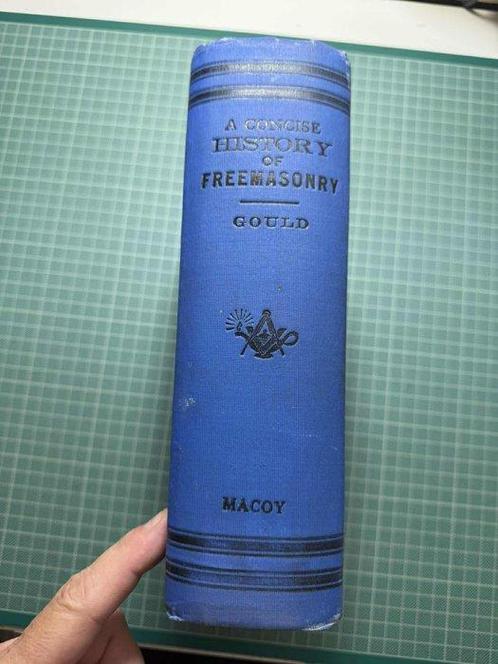 A CONCISE
HISTORY
OF
FREEMASONRY
GOULD
MACOY